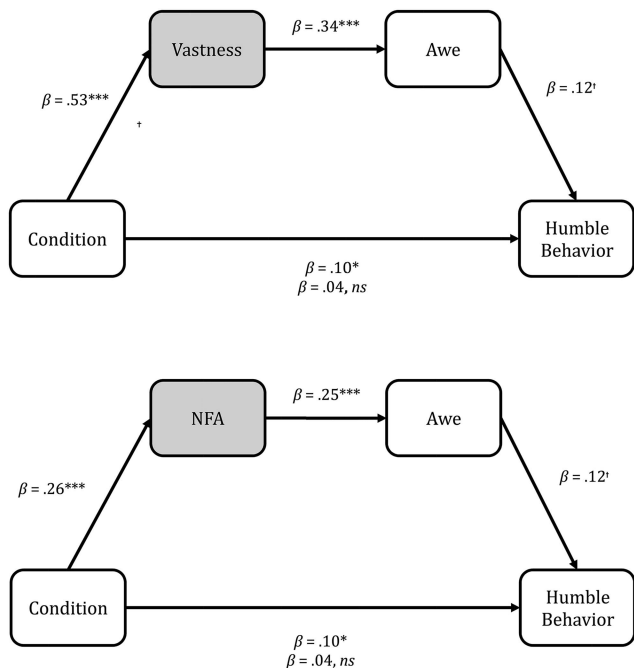 β = .34***
Vastness
Awe
β = .12†
β = .53***
†
Condition
Humble
Behavior
β = .10*
β = .04, ns
β = .25***
NFA
Awe
β = .12†
β = .26***
Condition
Humble
Behavior
β = .10*
β = .04, ns